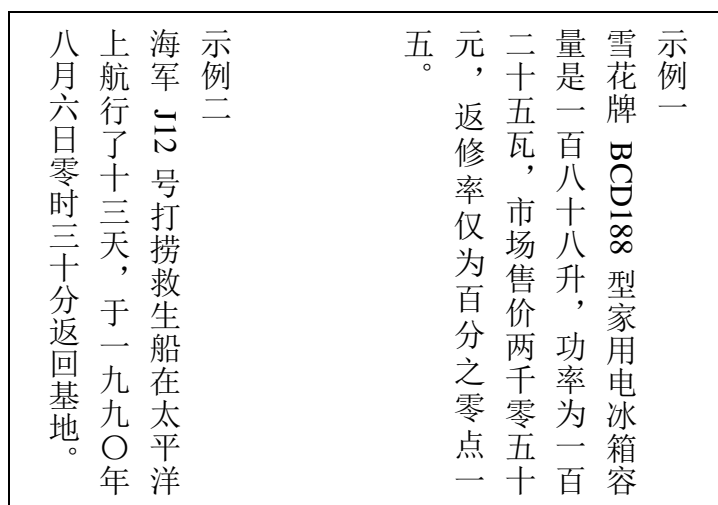 示例一
雪花牌 BCD188 型家用电冰箱容
量是一百八十八升，功率为一百
二十五瓦，市场售价两千零五十
元，返修率仅为百分之零点一
五。
示例二
海军 J12 号打捞救生船在太平洋
上航行了十三天，于一九九〇年
八月六日零时三十分返回基地。